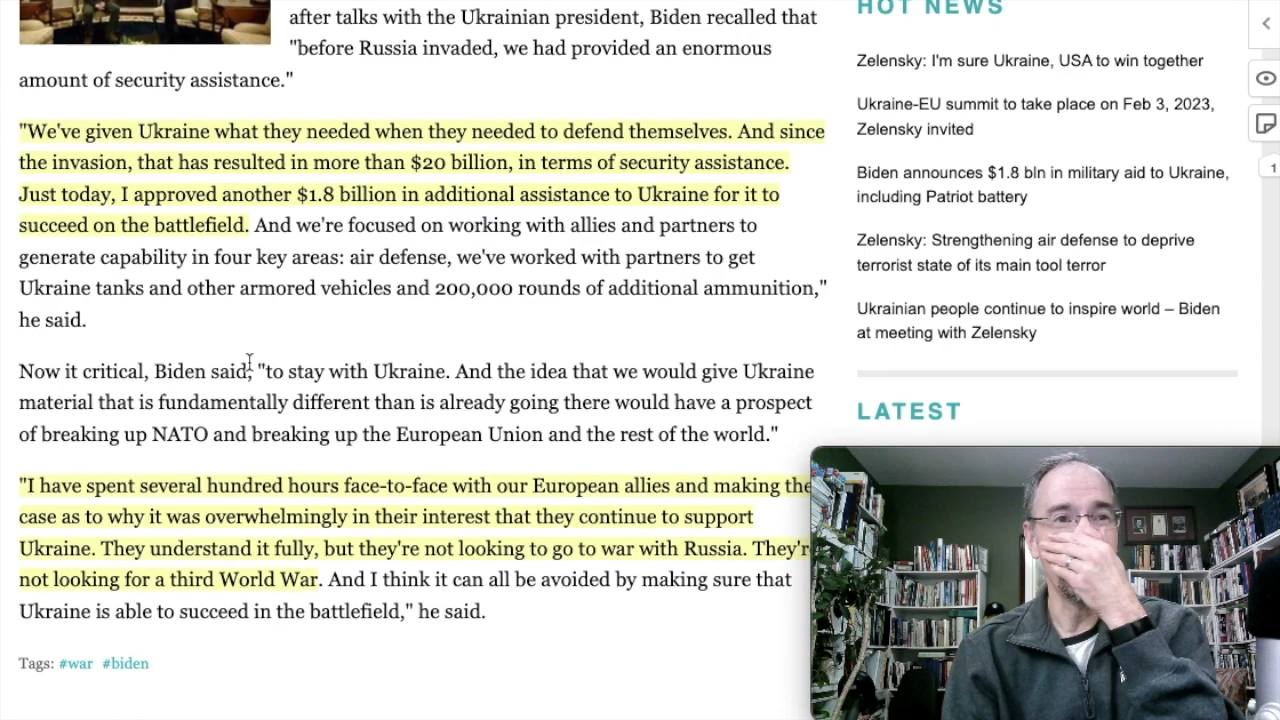 after talks with the Ukrainian president, Biden recalled that
"before Russia invaded, we had provided an enormous
amount of security assistance."
"We've given Ukraine what they needed when they needed to defend themselves. And since
the invasion, that has resulted in more than $20 billion, in terms of security assistance.
Just today, I approved another $1.8 billion in additional assistance to Ukraine for it to
succeed on the battlefield. And we're focused on working with allies and partners to
generate capability in four key areas: air defense, we've worked with partners to get
Ukraine tanks and other armored vehicles and 200,000 rounds of additional ammunition,"
he said.
Now it critical, Biden said, "to stay with Ukraine. And the idea that we would give Ukraine
material that is fundamentally different than is already going there would have a prospect
of breaking up NATO and breaking up the European Union and the rest of the world."
"I have spent several hundred hours face-to-face with our European allies and making the
case as to why it was overwhelmingly in their interest that they continue to support
Ukraine. They understand it fully, but they're not looking to go to war with Russia. They'r
not looking for a third World War. And I think it can all be avoided by making sure that
Ukraine is able to succeed in the battlefield," he said.
Tags: #war #biden
HOT NEWS
Zelensky: I'm sure Ukraine, USA to win together
Ukraine-EU summit to take place on Feb 3, 2023,
Zelensky invited
Biden announces $1.8 bln in military aid to Ukraine,
including Patriot battery
Zelensky: Strengthening air defense to deprive
terrorist state of its main tool terror
Ukrainian people continue to inspire world – Biden
at meeting with Zelensky
LATEST
1